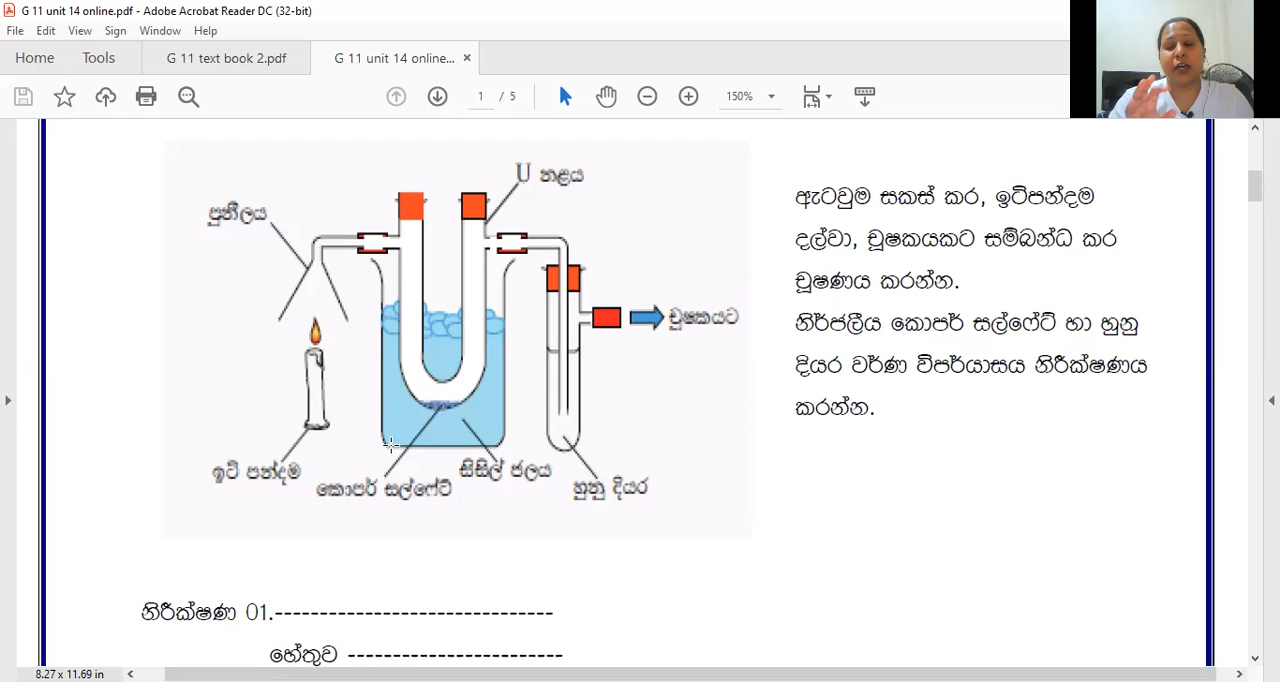 G 11 unit 14 online.pdf - Adobe Acrobat Reader DC (32-bit)
File Edit View Sign Window Help
Home Tools G 11 text book 2.pdf G 11 unit 14 online... ×
1 / 5 150%
U නළය
පුනීලය
චූෂකයට
ඉටි පන්දම
කොපර් සල්ෆේට්
සිසිල් ජලය
හුනු දියර
ඇටවුම සකස් කර, ඉටිපන්දම
දල්වා, චූෂකයකට සම්බන්ධ කර
චූෂණය කරන්න.
නිර්ජලීය කොපර් සල්ෆේට් හා හුනු
දියර වර්ණ විපර්යාසය නිරීක්ෂණය
කරන්න.
නිරීක්ෂණ 01.-------------------------------
හේතුව ------------------------
8.27 x 11.69 in